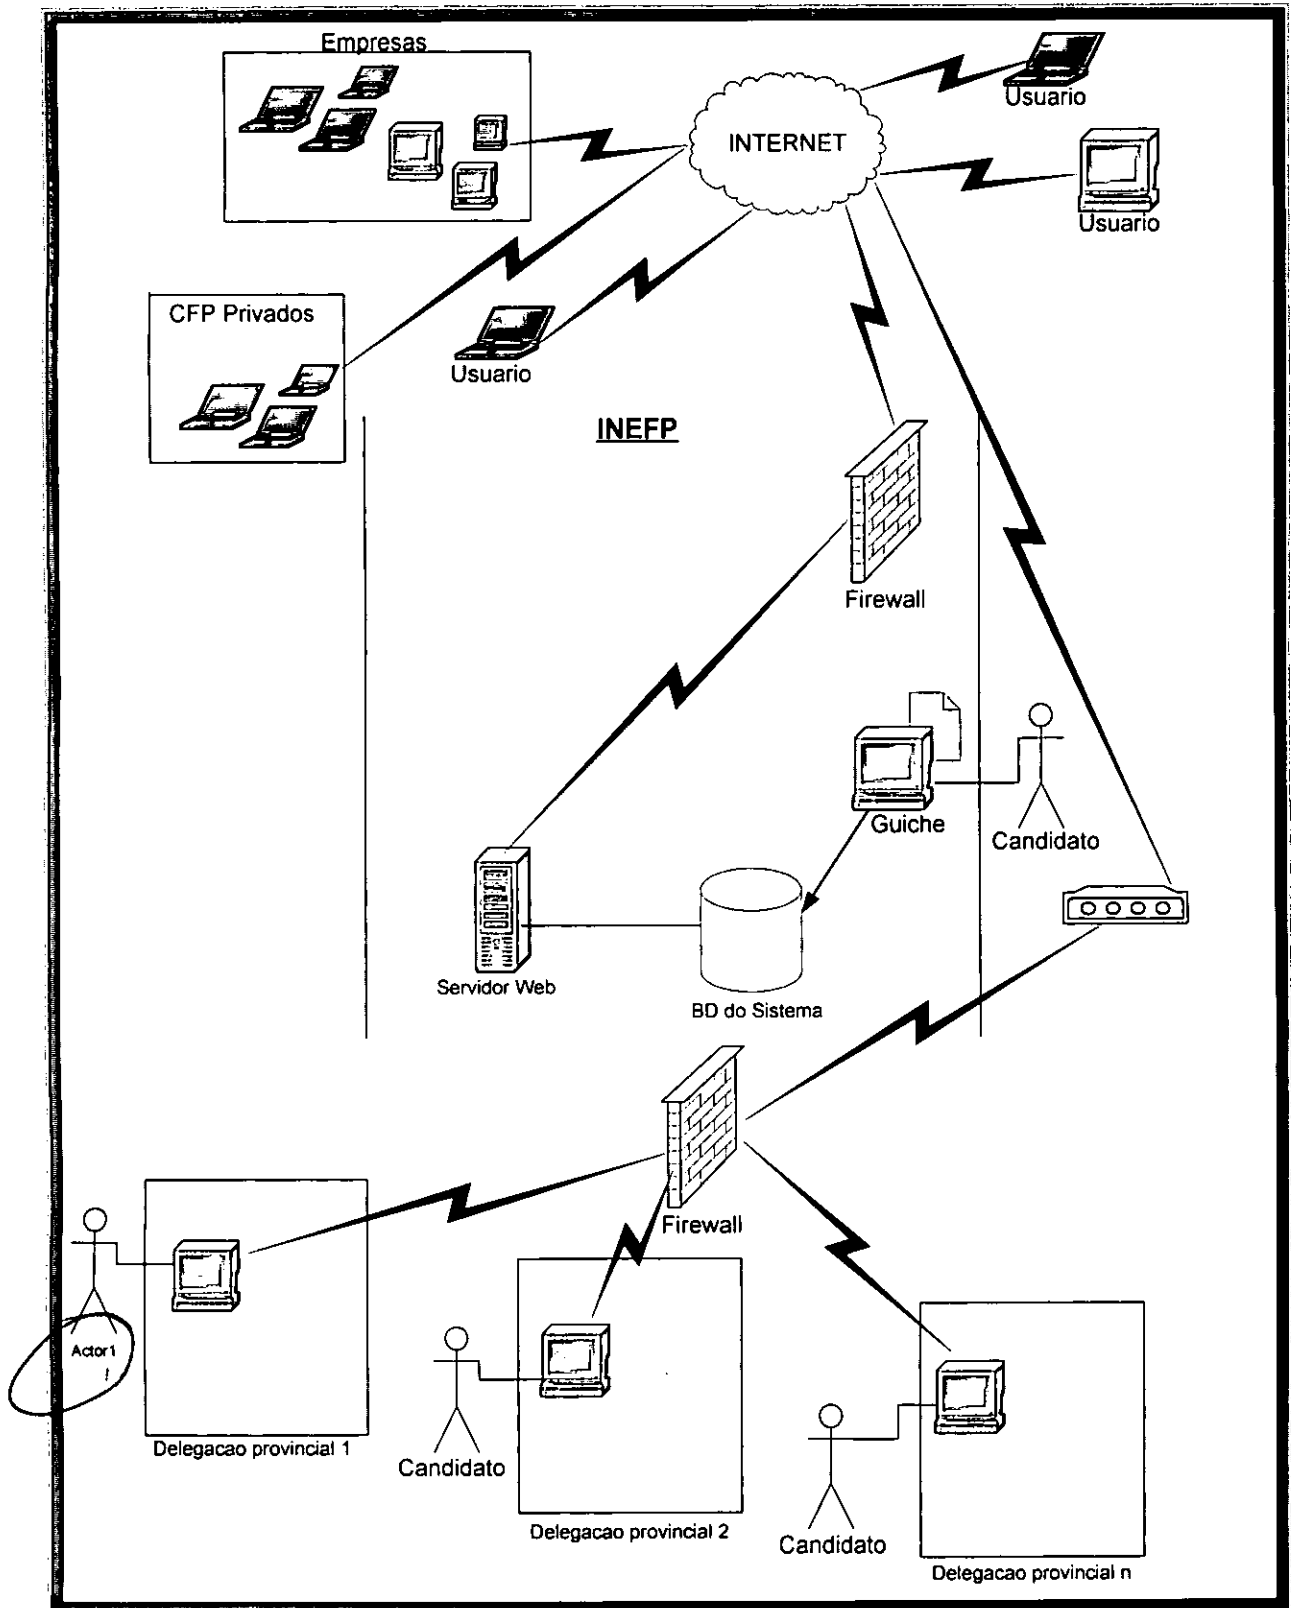 Empresas
Usuario
INTERNET
Usuario
CFP Privados
Usuario
INEFP
Firewall
Guiche
Candidato
Servidor Web
BD do Sistema
Firewall
Actor1
Delegacao provincial 1
Candidato
Delegacao provincial 2
Candidato
Delegacao provincial n